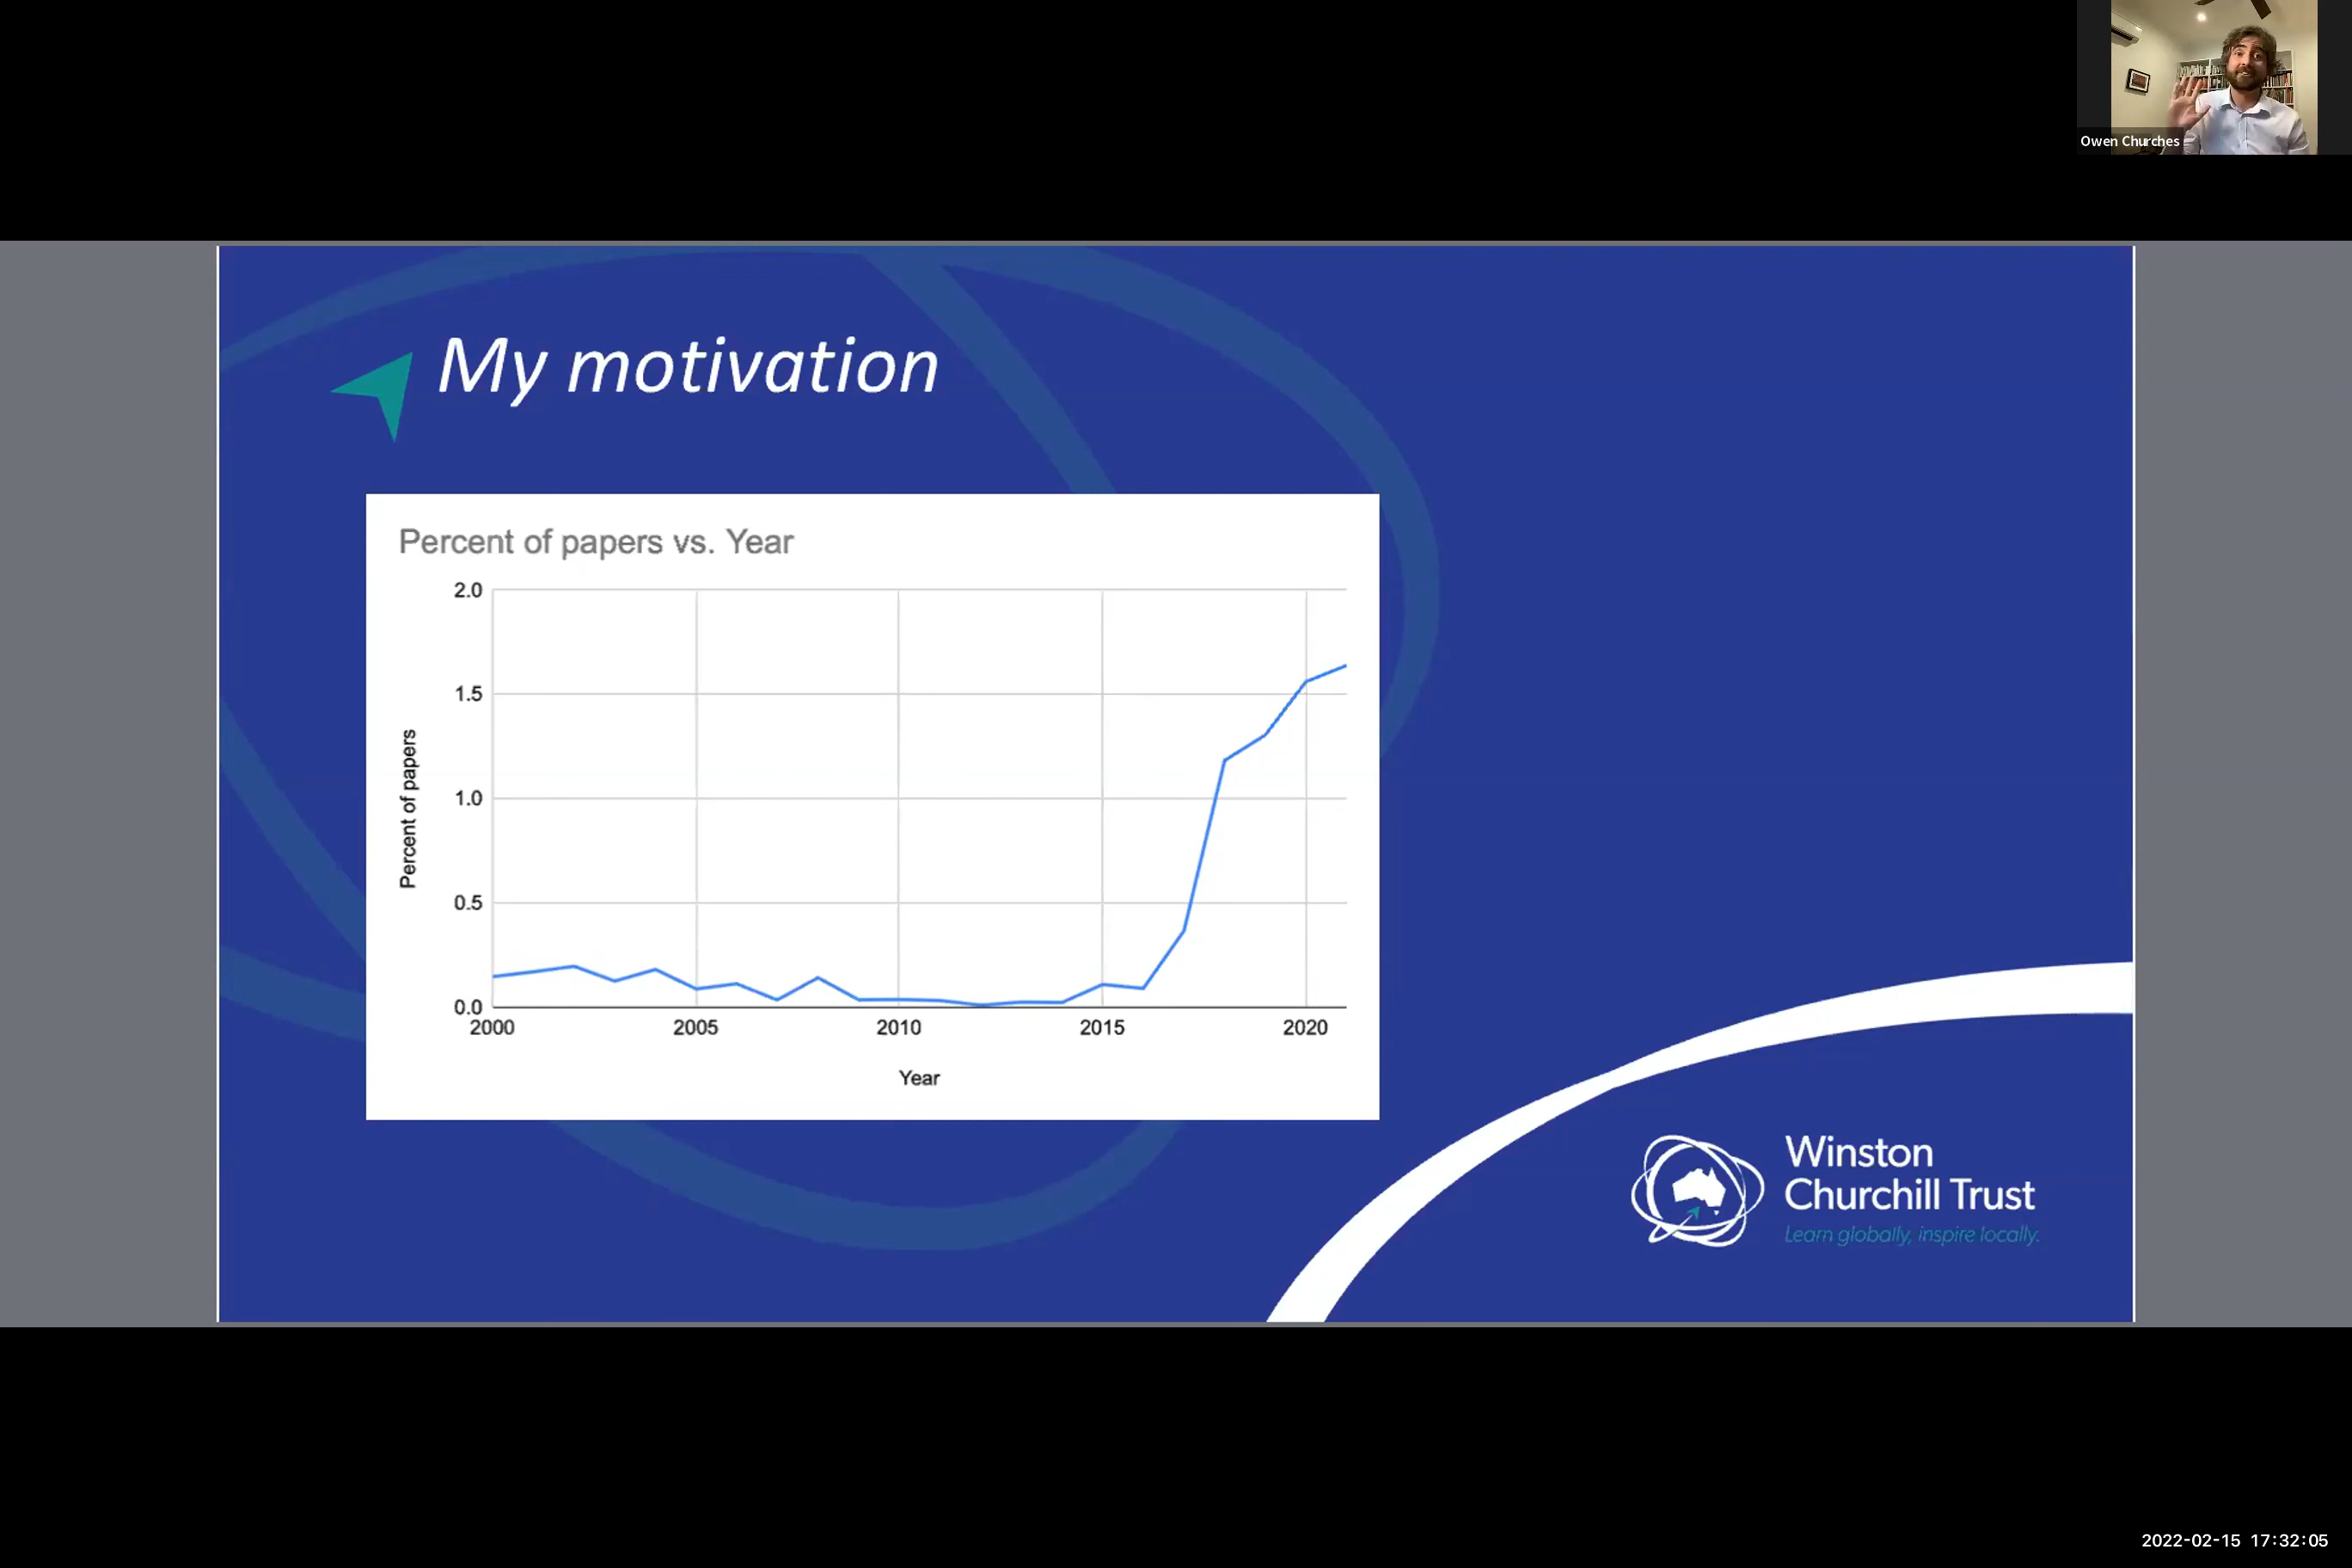 Owen Churches
My motivation
Percent of papers vs. Year
2.0
1.5
1.0
0.5
0.0
Percent of papers
2000 2005 2010 2015 2020
Year
Winston
Churchill Trust
Learn globally, inspire locally.
2022-02-15 17:32:05